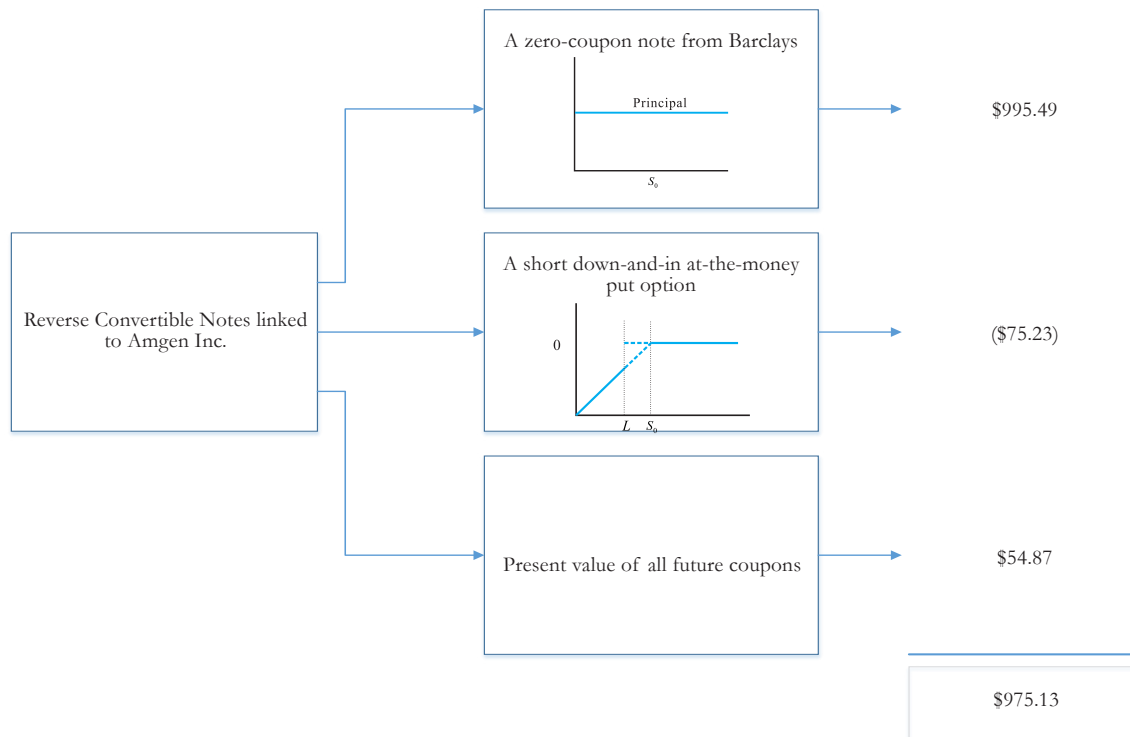 A zero-coupon note from Barclays
Principal
S₀
$995.49
Reverse Convertible Notes linked
to Amgen Inc.
A short down-and-in at-the-money
put option
0
L S₀
($75.23)
Present value of all future coupons
$54.87
$975.13